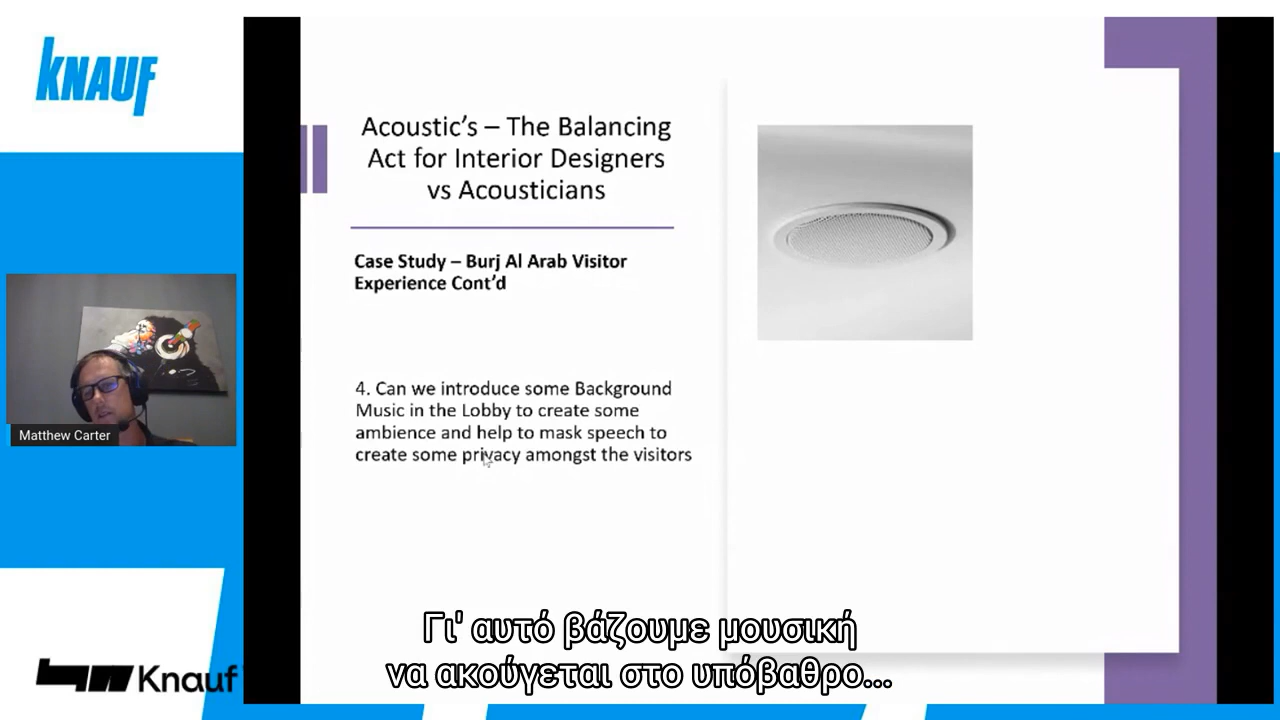 KNAUF
Acoustic’s – The Balancing
Act for Interior Designers
vs Acousticians
Case Study – Burj Al Arab Visitor
Experience Cont’d
4. Can we introduce some Background
Music in the Lobby to create some
ambience and help to mask speech to
create some privacy amongst the visitors
Matthew Carter
Γι' αυτό βάζουμε μουσική
να ακούγεται στο υπόβαθρο...
Knauf